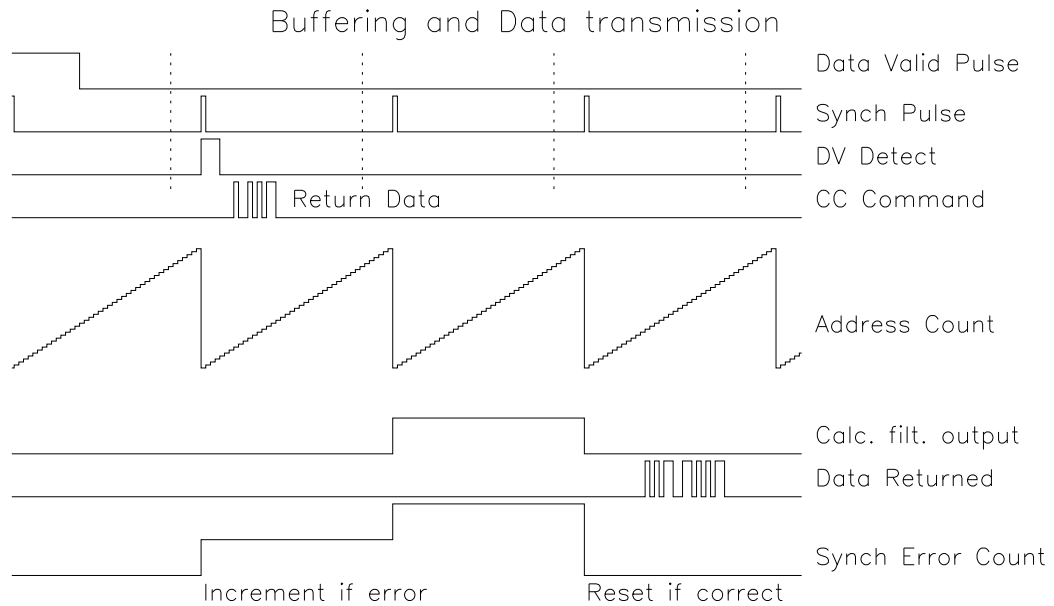 Buffering and Data transmission
Data Valid Pulse
Synch Pulse
DV Detect
Return Data
CC Command
Address Count
Calc. filt. output
Data Returned
Synch Error Count
Increment if error
Reset if correct